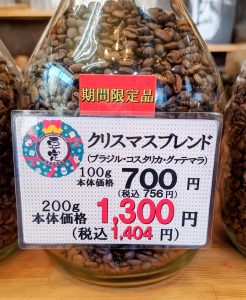 期間限定品
クリスマスブレンド
(ブラジル・コスタリカ・グァテマラ)
100g
本体価格 700円
(税込 756円)
200g
本体価格 1,300円
(税込 1,404円)